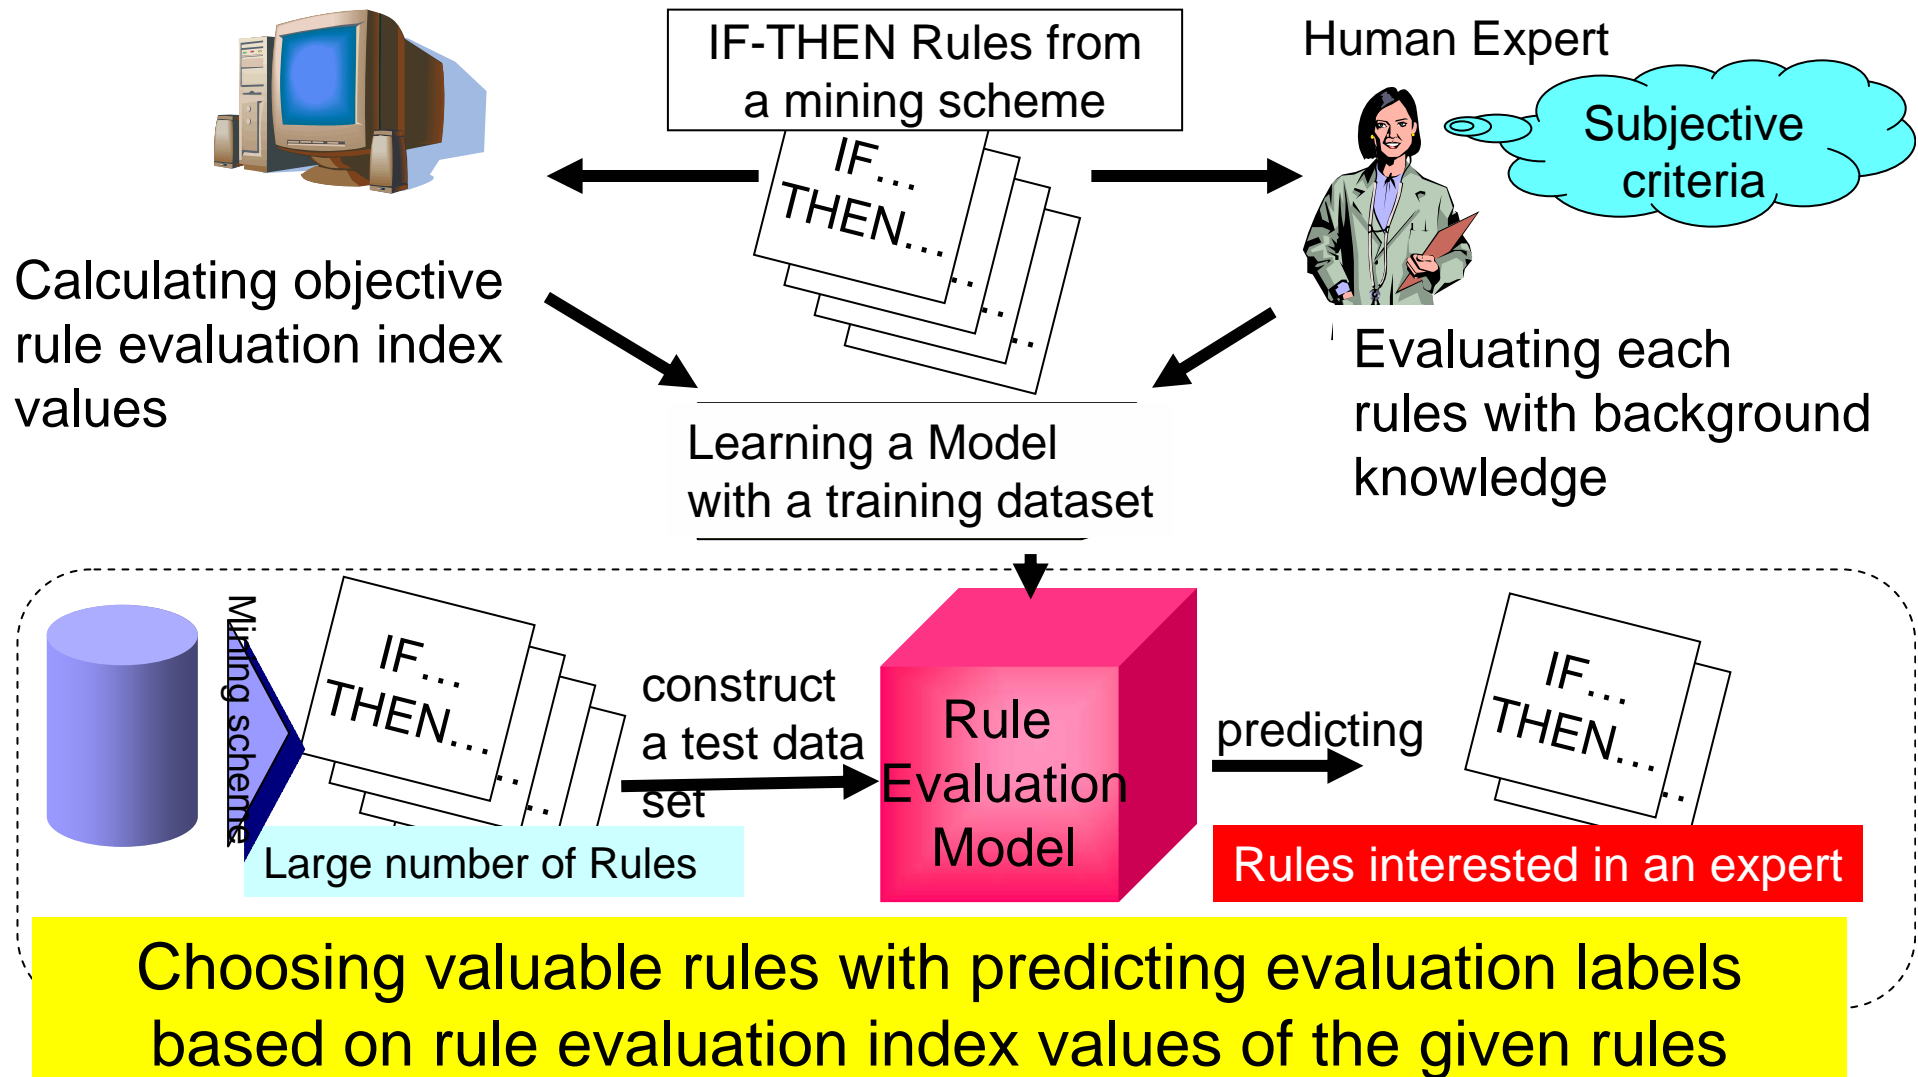 IF-THEN Rules from
a mining scheme
Human Expert
Subjective
criteria
IF...
THEN...
...
...
...
Calculating objective
rule evaluation index
values
Evaluating each
rules with background
knowledge
Learning a Model
with a training dataset
Mining scheme
IF...
THEN...
...
...
construct
a test data
set
Large number of Rules
Rule
Evaluation
Model
predicting
IF...
THEN...
...
Rules interested in an expert
Choosing valuable rules with predicting evaluation labels
based on rule evaluation index values of the given rules